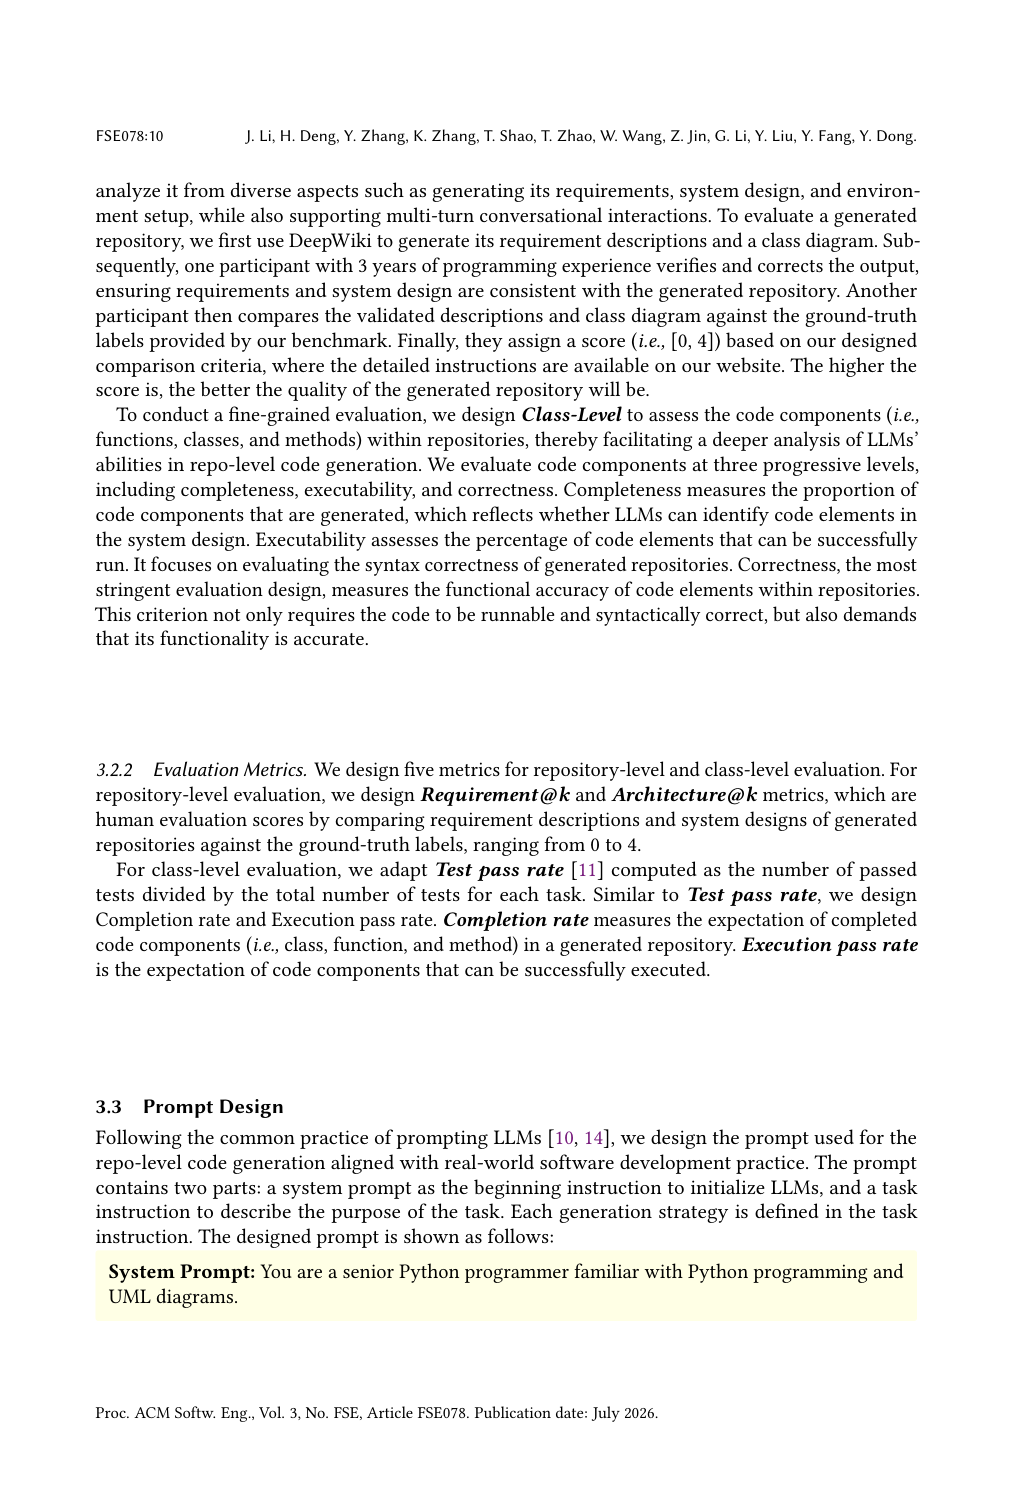 FSE078:10 J. Li, H. Deng, Y. Zhang, K. Zhang, T. Shao, T. Zhao, W. Wang, Z. Jin, G. Li, Y. Liu, Y. Fang, Y. Dong.
analyze it from diverse aspects such as generating its requirements, system design, and environ-
ment setup, while also supporting multi-turn conversational interactions. To evaluate a generated
repository, we first use DeepWiki to generate its requirement descriptions and a class diagram. Sub-
sequently, one participant with 3 years of programming experience verifies and corrects the output,
ensuring requirements and system design are consistent with the generated repository. Another
participant then compares the validated descriptions and class diagram against the ground-truth
labels provided by our benchmark. Finally, they assign a score (i.e., [0, 4]) based on our designed
comparison criteria, where the detailed instructions are available on our website. The higher the
score is, the better the quality of the generated repository will be.
To conduct a fine-grained evaluation, we design Class-Level to assess the code components (i.e.,
functions, classes, and methods) within repositories, thereby facilitating a deeper analysis of LLMs’
abilities in repo-level code generation. We evaluate code components at three progressive levels,
including completeness, executability, and correctness. Completeness measures the proportion of
code components that are generated, which reflects whether LLMs can identify code elements in
the system design. Executability assesses the percentage of code elements that can be successfully
run. It focuses on evaluating the syntax correctness of generated repositories. Correctness, the most
stringent evaluation design, measures the functional accuracy of code elements within repositories.
This criterion not only requires the code to be runnable and syntactically correct, but also demands
that its functionality is accurate.
3.2.2 Evaluation Metrics. We design five metrics for repository-level and class-level evaluation. For
repository-level evaluation, we design Requirement@k and Architecture@k metrics, which are
human evaluation scores by comparing requirement descriptions and system designs of generated
repositories against the ground-truth labels, ranging from 0 to 4.
For class-level evaluation, we adapt Test pass rate [11] computed as the number of passed
tests divided by the total number of tests for each task. Similar to Test pass rate, we design
Completion rate and Execution pass rate. Completion rate measures the expectation of completed
code components (i.e., class, function, and method) in a generated repository. Execution pass rate
is the expectation of code components that can be successfully executed.
3.3 Prompt Design
Following the common practice of prompting LLMs [10, 14], we design the prompt used for the
repo-level code generation aligned with real-world software development practice. The prompt
contains two parts: a system prompt as the beginning instruction to initialize LLMs, and a task
instruction to describe the purpose of the task. Each generation strategy is defined in the task
instruction. The designed prompt is shown as follows:
System Prompt: You are a senior Python programmer familiar with Python programming and
UML diagrams.
Proc. ACM Softw. Eng., Vol. 3, No. FSE, Article FSE078. Publication date: July 2026.